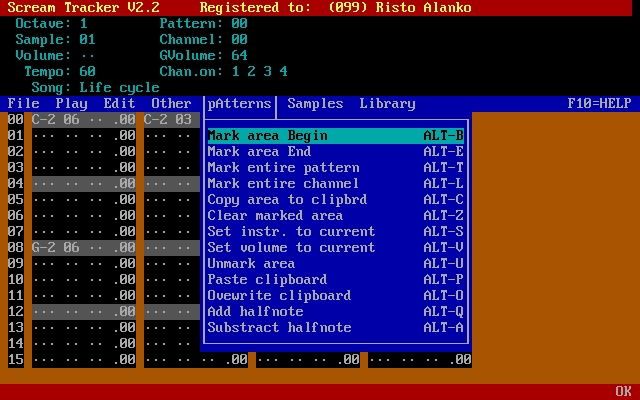 Scream Tracker V2.2 Registered to: (099) Risto Alanko
Octave: 1 Pattern: 00
Sample: 01 Channel: 00
Volume: ·· GVolume: 64
Tempo: 60 Chan.on: 1 2 3 4
Song: Life cycle
File Play Edit Other pAtterns Samples Library F10=HELP
00 C-2 06 ·· .00 C-2 03
01 ··· ·· ·· .00 ··· ·· Mark area Begin ALT-B
02 ··· ·· ·· .00 ··· ·· Mark area End ALT-E
03 ··· ·· ·· .00 ··· ·· Mark entire pattern ALT-T
04 ··· ·· ·· .00 ··· ·· Mark entire channel ALT-L
05 ··· ·· ·· .00 ··· ·· Copy area to clipbrd ALT-C
06 ··· ·· ·· .00 ··· ·· Clear marked area ALT-Z
07 ··· ·· ·· .00 ··· ·· Set instr. to current ALT-S
08 G-2 06 ·· .00 ··· ·· Set volume to current ALT-V
09 ··· ·· ·· .00 ··· ·· Unmark area ALT-U
10 ··· ·· ·· .00 ··· ·· Paste clipboard ALT-P
11 ··· ·· ·· .00 ··· ·· Ovewrite clipboard ALT-O
12 ··· ·· ·· .00 ··· ·· Add halfnote ALT-Q
13 ··· ·· ·· .00 ··· ·· Substract halfnote ALT-A
14 ··· ·· ·· .00 ··· ··
15 ··· ·· ·· .00 ··· ·· ·· .00 ··· ·· ·· .00 ··· ·· ·· .00
OK